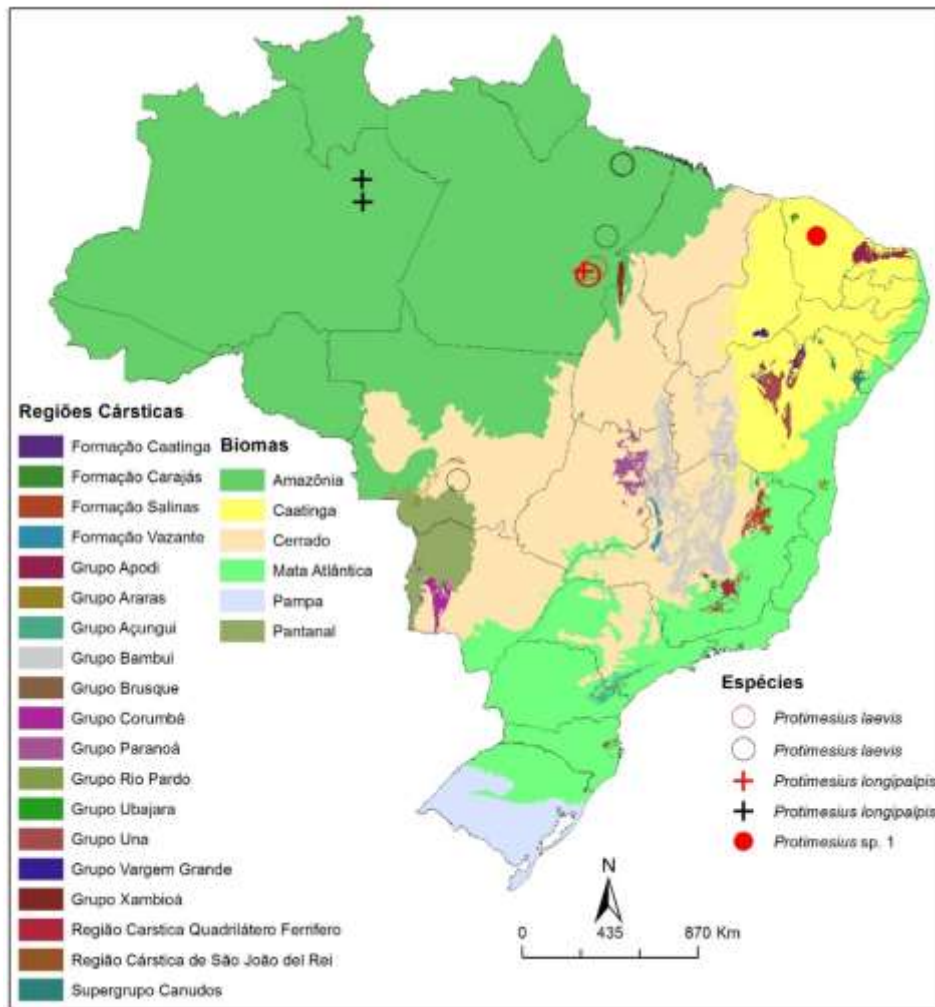 Regiões Cársticas
Formação Caatinga
Formação Carajás
Formação Salinas
Formação Vazante
Grupo Apodi
Grupo Araras
Grupo Açungui
Grupo Bambuí
Grupo Brusque
Grupo Corumbá
Grupo Paranoá
Grupo Rio Pardo
Grupo Ubajara
Grupo Una
Grupo Vargem Grande
Grupo Xambioá
Região Carstica Quadrilátero Ferrífero
Região Cárstica de São João del Rei
Supergrupo Canudos
Biomas
Amazônia
Caatinga
Cerrado
Mata Atlântica
Pampa
Pantanal
Espécies
Protimesius laevis
Protimesius laevis
Protimesius longipalpis
Protimesius longipalpis
Protimesius sp. 1
N
0 435 870 Km